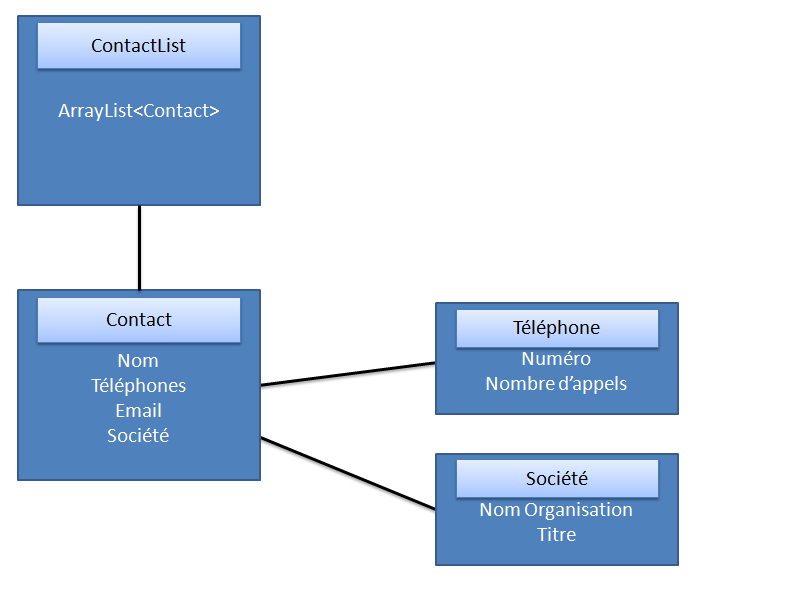 ContactList
ArrayList<Contact>
Contact
Nom
Téléphones
Email
Société
Téléphone
Numéro
Nombre d’appels
Société
Nom Organisation
Titre